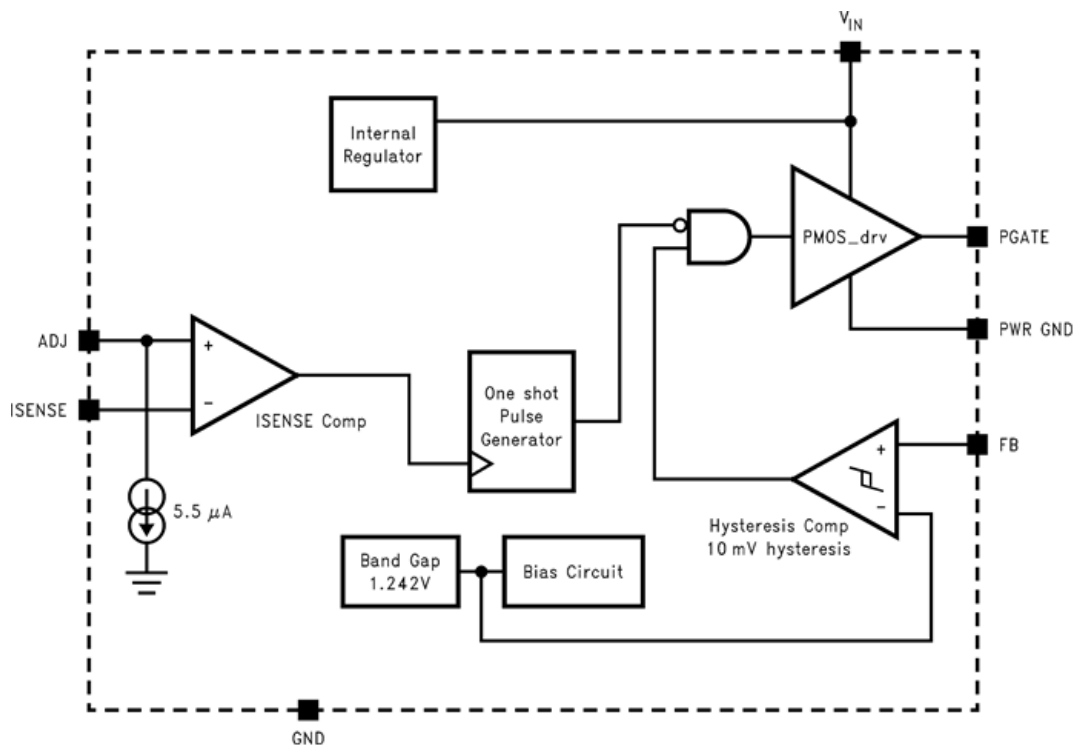 VIN
Internal
Regulator
PMOS_drv
PGATE
PWR GND
ADJ
+
ISENSE
-
ISENSE Comp
One shot
Pulse
Generator
FB
+
-
5.5 μA
Hysteresis Comp
10 mV hysteresis
Band Gap
1.242V
Bias Circuit
GND